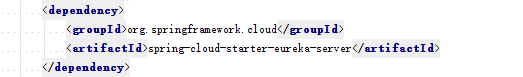 <dependency>
<groupId>org.springframework.cloud</groupId>
<artifactId>spring-cloud-starter-eureka-server</artifactId>
</dependency>